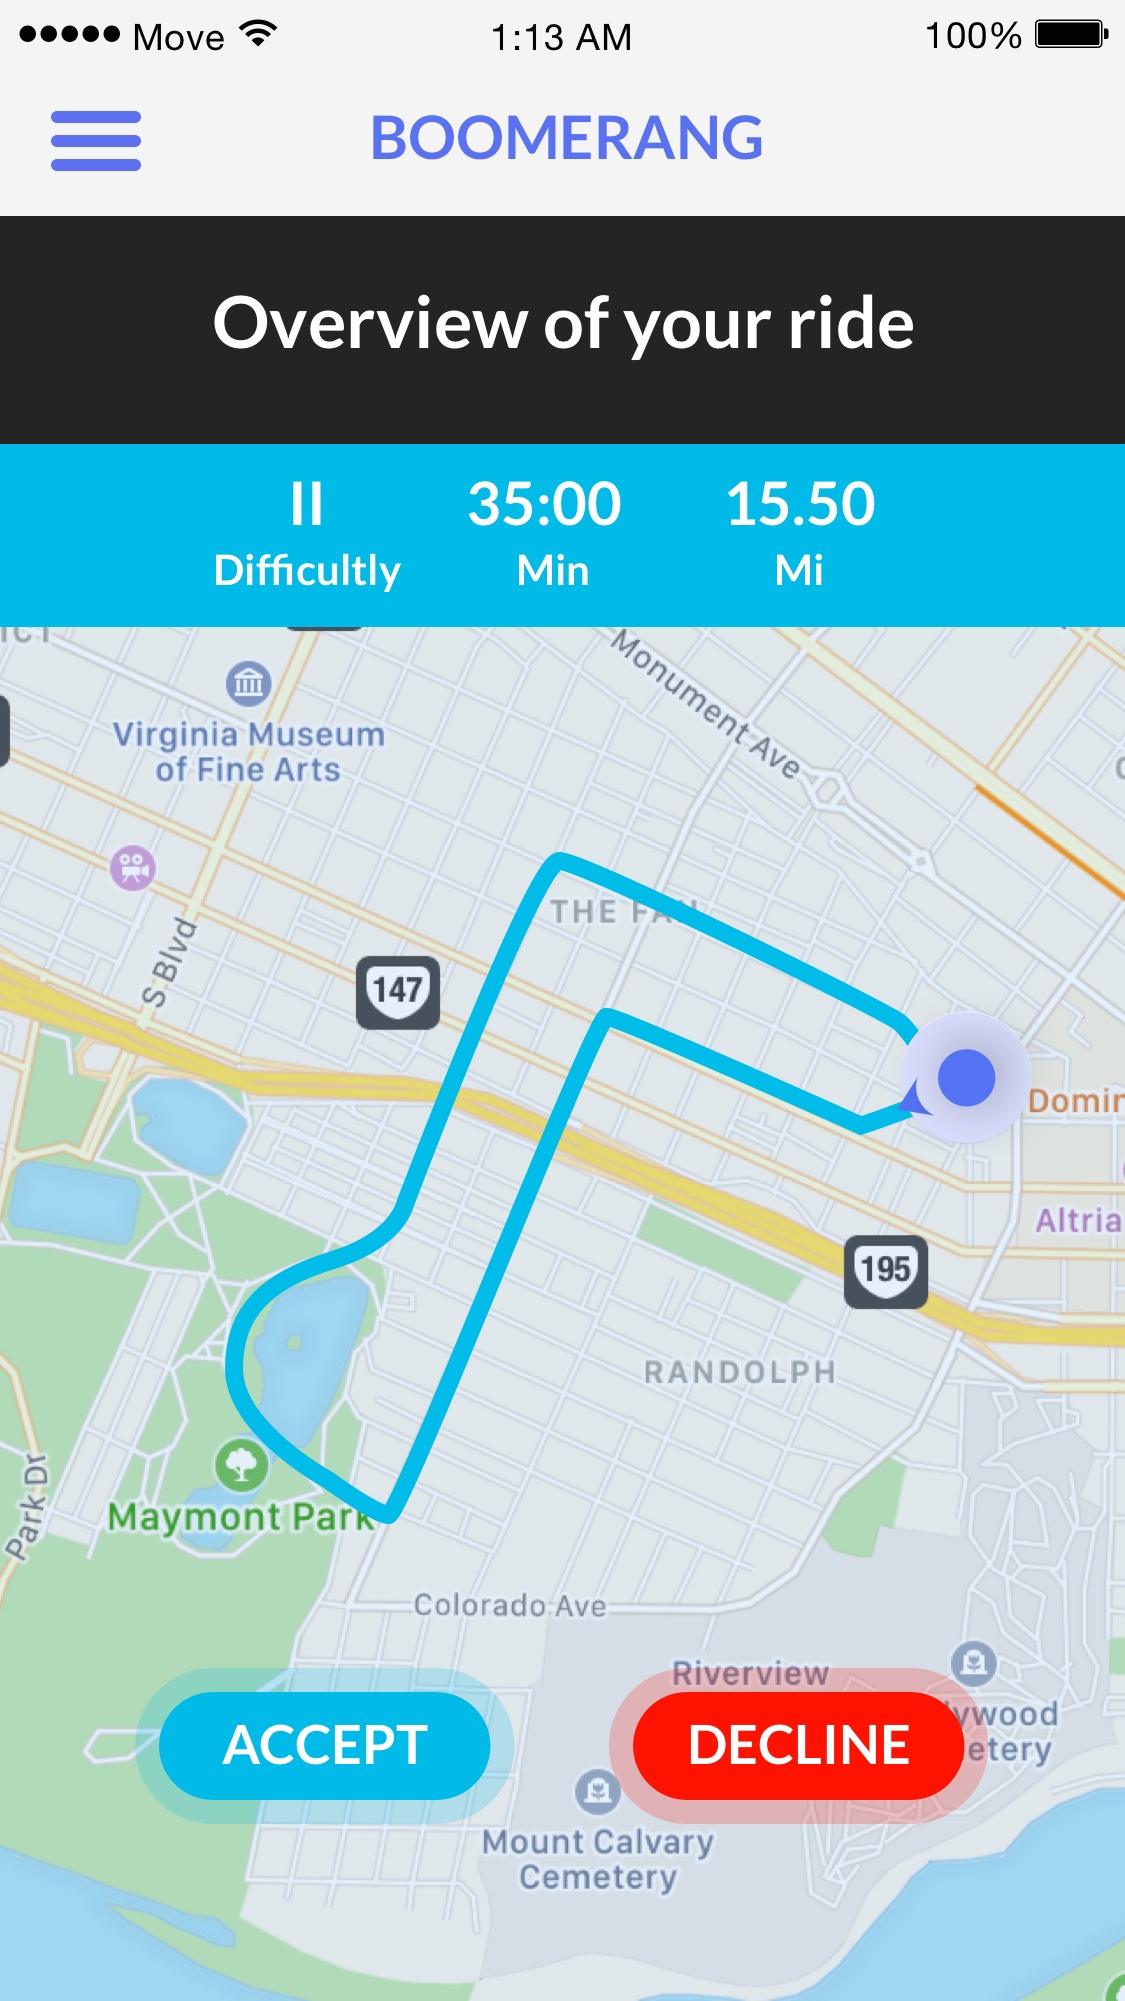 Move
1:13 AM
100%
BOOMERANG
Overview of your ride
II
35:00
15.50
Difficultly
Min
Mi
Monument Ave
Virginia Museum
of Fine Arts
THE FAN
S Blvd
147
Domin
Altria
195
RANDOLPH
Park Dr
Maymont Park
Colorado Ave
Riverview
ywood
etery
ACCEPT
DECLINE
Mount Calvary
Cemetery